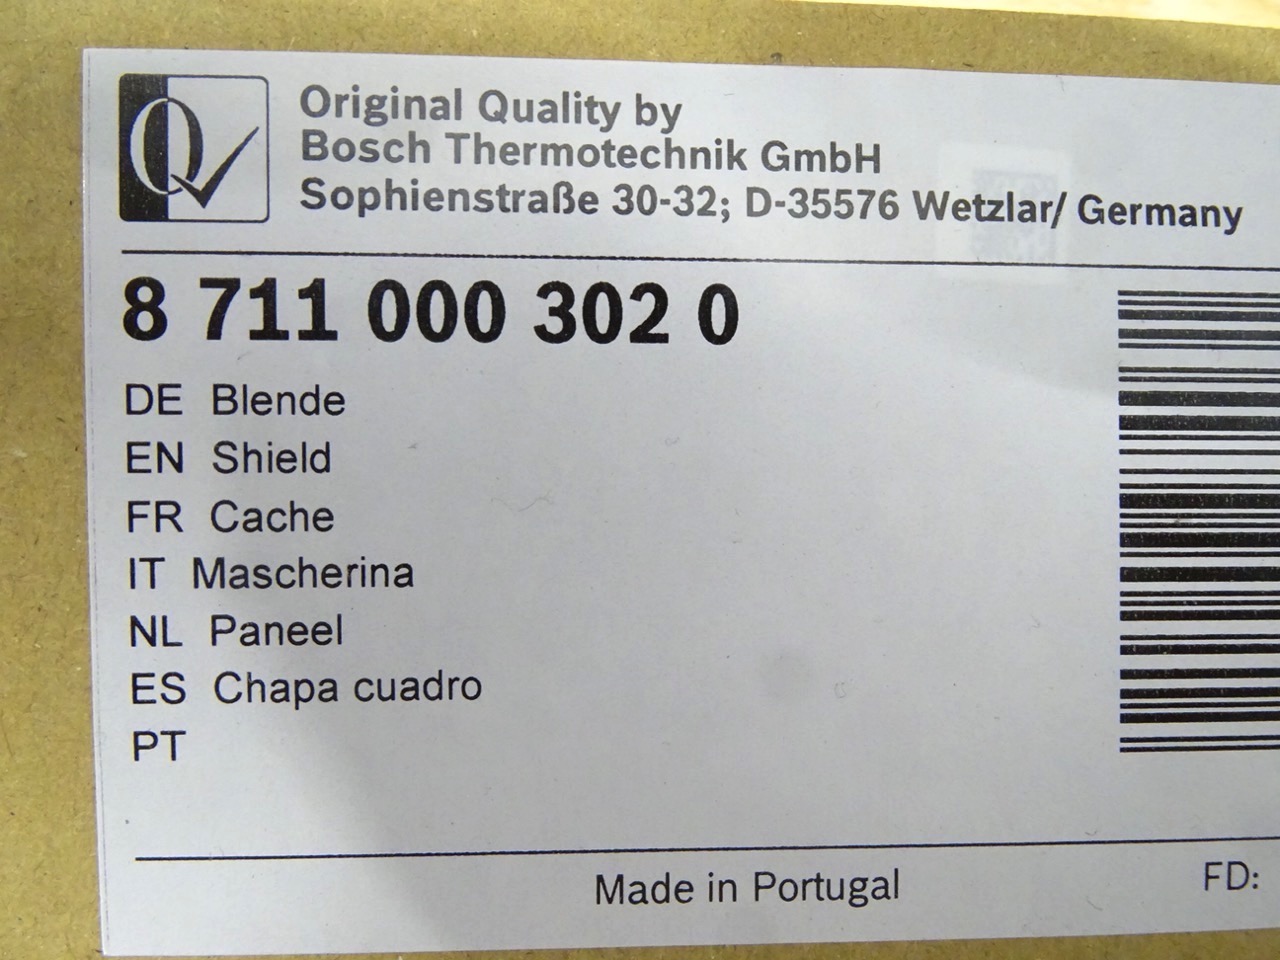 Q
Original Quality by
Bosch Thermotechnik GmbH
Sophienstraße 30-32; D-35576 Wetzlar/ Germany
8 711 000 302 0
DE Blende
EN Shield
FR Cache
IT Mascherina
NL Paneel
ES Chapa cuadro
PT
Made in Portugal
FD: